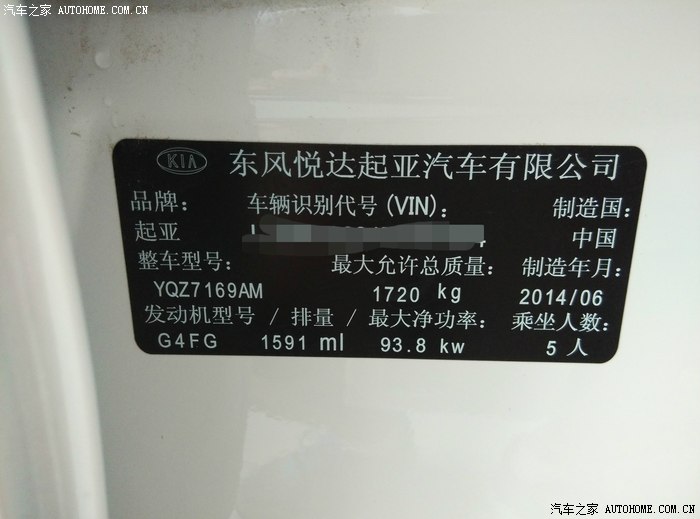 汽车之家 AUTOHOME.COM.CN
KIA 东风悦达起亚汽车有限公司
品牌: 车辆识别代号(VIN): 制造国:
起亚 中国
整车型号: 最大允许总质量: 制造年月:
YQZ7169AM 1720 kg 2014/06
发动机型号 / 排量 / 最大净功率: 乘坐人数:
G4FG 1591 ml 93.8 kw 5 人
汽车之家 AUTOHOME.COM.CN